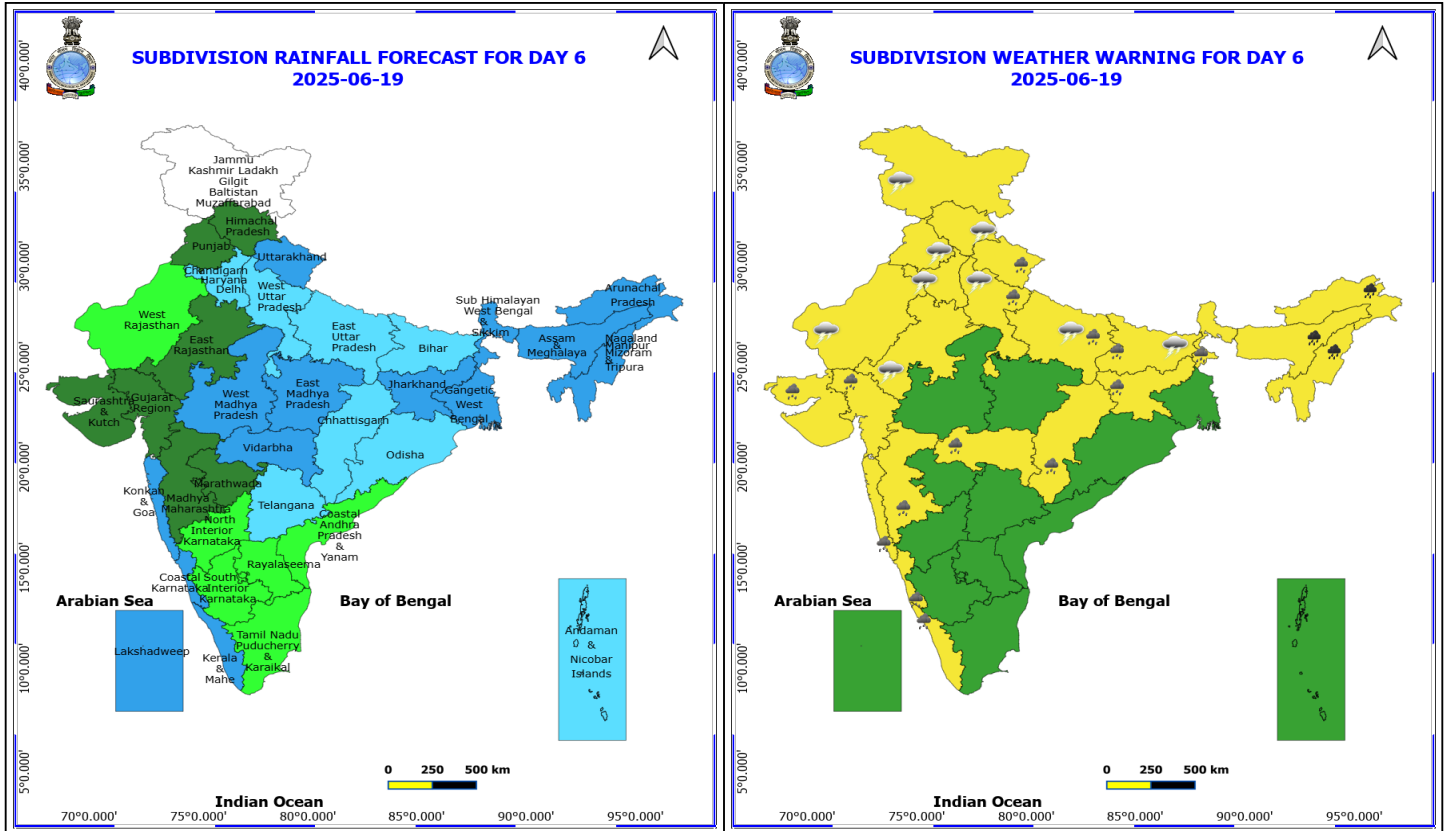 SUBDIVISION RAINFALL FORECAST FOR DAY 6
2025-06-19
40°0.000'
35°0.000'
30°0.000'
25°0.000'
20°0.000'
15°0.000'
10°0.000'
5°0.000'
Jammu
Kashmir Ladakh
Gilgit
Baltistan
Muzaffarabad
Himachal
Pradesh
Punjab
Uttarakhand
Chandigarh
Haryana
Delhi
West
Uttar
Pradesh
West
Rajasthan
East
Rajasthan
East
Uttar
Pradesh
Bihar
Sub Himalayan
West Bengal
&
Sikkim
Arunachal
Pradesh
Assam
&
Meghalaya
Nagaland
Manipur
Mizoram
&
Tripura
Saurashtra
&
Kutch
Gujarat
Region
West
Madhya
Pradesh
East
Madhya
Pradesh
Jharkhand
Gangetic
West
Bengal
Chhattisgarh
Vidarbha
Odisha
Konkan
&
Goa
Madhya
Maharashtra
Marathwada
Telangana
North
Interior
Karnataka
Coastal
Andhra
Pradesh
&
Yanam
Rayalaseema
Coastal
Karnataka
South
Interior
Karnataka
Arabian Sea
Bay of Bengal
Lakshadweep
Kerala
&
Mahe
Tamil Nadu
Puducherry
&
Karaikal
Andaman
&
Nicobar
Islands
0 250 500 km
Indian Ocean
70°0.000' 75°0.000' 80°0.000' 85°0.000' 90°0.000' 95°0.000'
SUBDIVISION WEATHER WARNING FOR DAY 6
2025-06-19
40°0.000'
35°0.000'
30°0.000'
25°0.000'
20°0.000'
15°0.000'
10°0.000'
5°0.000'
Arabian Sea
Bay of Bengal
0 250 500 km
Indian Ocean
70°0.000' 75°0.000' 80°0.000' 85°0.000' 90°0.000' 95°0.000'